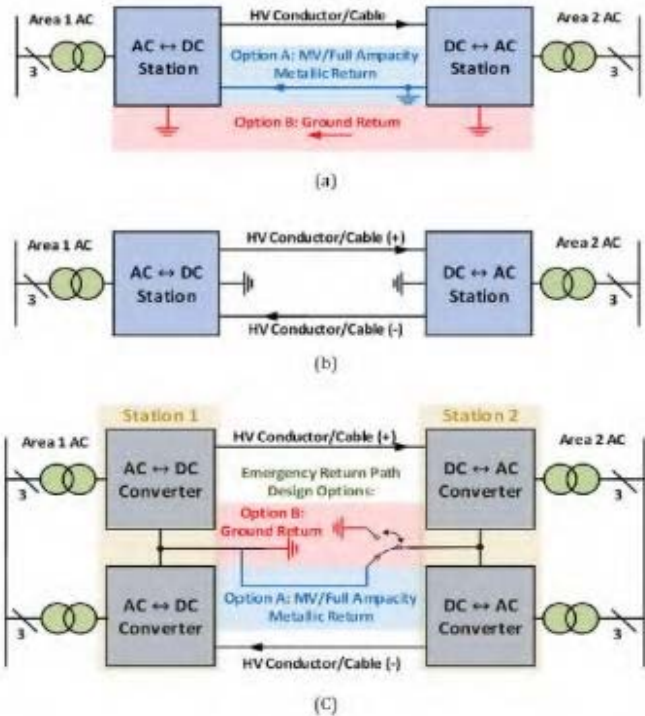 Area 1 AC
3
AC ↔ DC
Station
HV Conductor/Cable
Option A: MV/Full Ampacity
Metallic Return
Option B: Ground Return
DC ↔ AC
Station
Area 2 AC
3
(a)
Area 1 AC
3
AC ↔ DC
Station
HV Conductor/Cable (+)
HV Conductor/Cable (-)
DC ↔ AC
Station
Area 2 AC
3
(b)
Station 1
Station 2
Area 1 AC
3
AC ↔ DC
Converter
HV Conductor/Cable (+)
Emergency Return Path
Design Options:
DC ↔ AC
Converter
Area 2 AC
3
Option B:
Ground Return
Option A: MV/Full Ampacity
Metallic Return
3
AC ↔ DC
Converter
DC ↔ AC
Converter
3
HV Conductor/Cable (-)
(C)